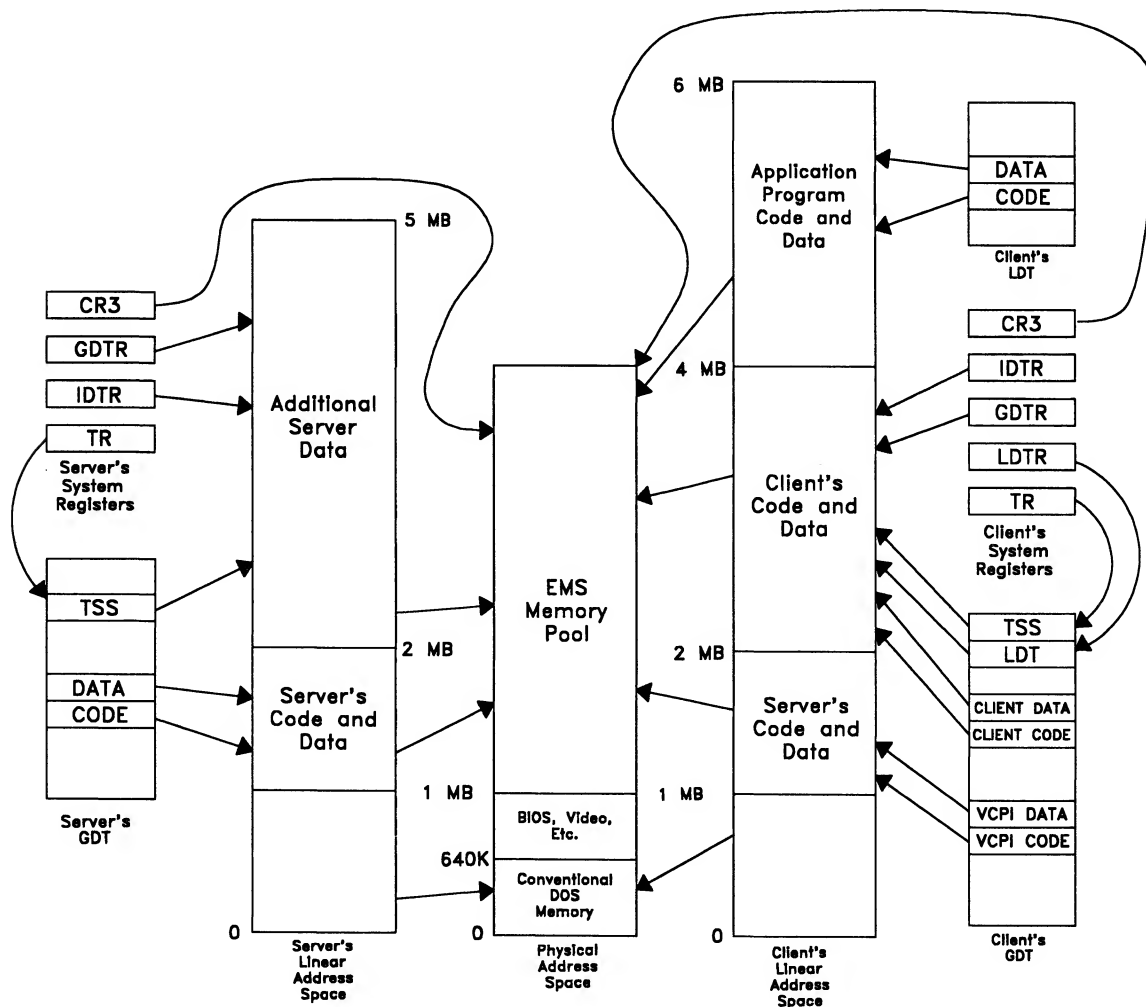 CR3
GDTR
IDTR
TR
Server's
System
Registers
TSS
DATA
CODE
Server's
GDT
5 MB
Additional
Server
Data
2 MB
Server's
Code and
Data
1 MB
0
Server's
Linear
Address
Space
EMS
Memory
Pool
BIOS, Video,
Etc.
640K
Conventional
DOS
Memory
0
Physical
Address
Space
6 MB
Application
Program
Code and
Data
4 MB
Client's
Code and
Data
2 MB
Server's
Code and
Data
1 MB
0
Client's
Linear
Address
Space
DATA
CODE
Client's
LDT
CR3
IDTR
GDTR
LDTR
TR
Client's
System
Registers
TSS
LDT
CLIENT DATA
CLIENT CODE
VCPI DATA
VCPI CODE
Client's
GDT